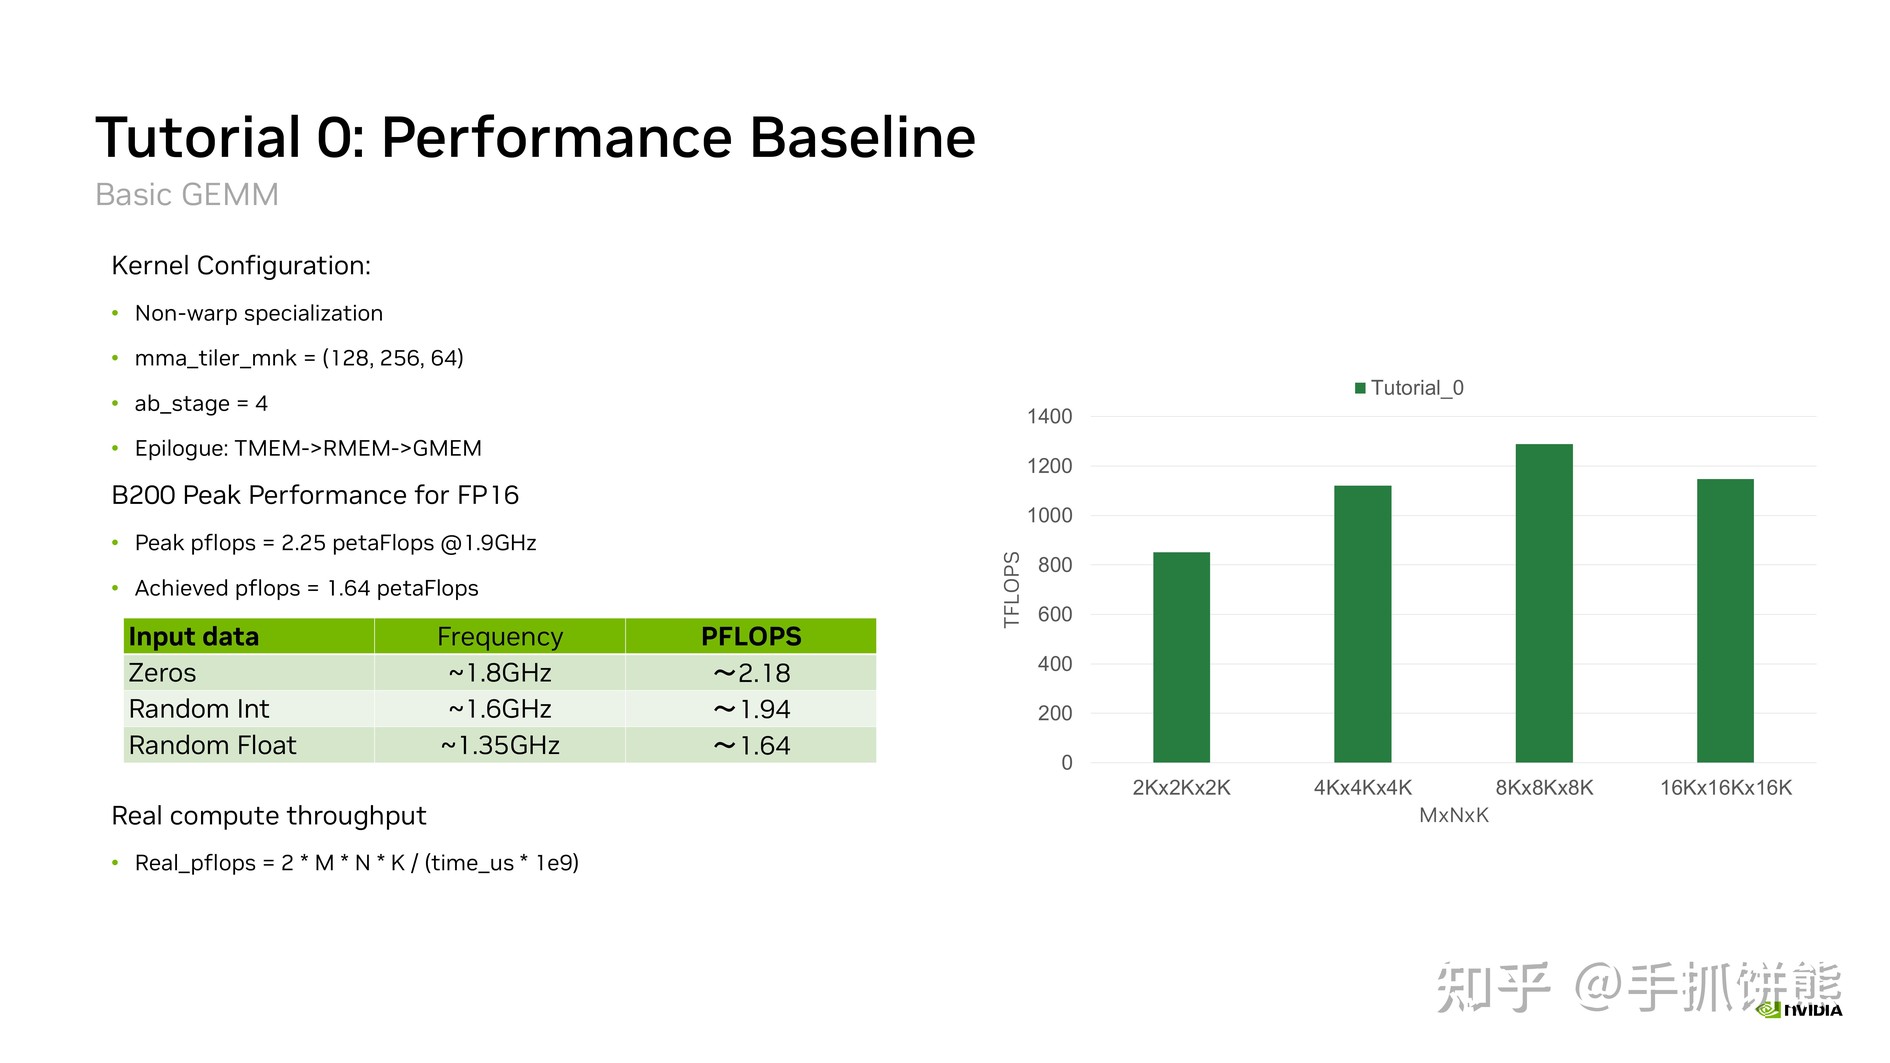 Tutorial 0: Performance Baseline
Basic GEMM
Kernel Configuration:
• Non-warp specialization
• mma_tiler_mnk = (128, 256, 64)
• ab_stage = 4
• Epilogue: TMEM->RMEM->GMEM
B200 Peak Performance for FP16
• Peak pflops = 2.25 petaFlops @1.9GHz
• Achieved pflops = 1.64 petaFlops
Input data Frequency PFLOPS
Zeros ~1.8GHz ～2.18
Random Int ~1.6GHz ～1.94
Random Float ~1.35GHz ～1.64
Real compute throughput
• Real_pflops = 2 * M * N * K / (time_us * 1e9)
Tutorial_0
1400
1200
1000
800
600
400
200
0
TFLOPS
2Kx2Kx2K 4Kx4Kx4K 8Kx8Kx8K 16Kx16Kx16K
MxNxK
知乎 @手抓饼熊
NVIDIA